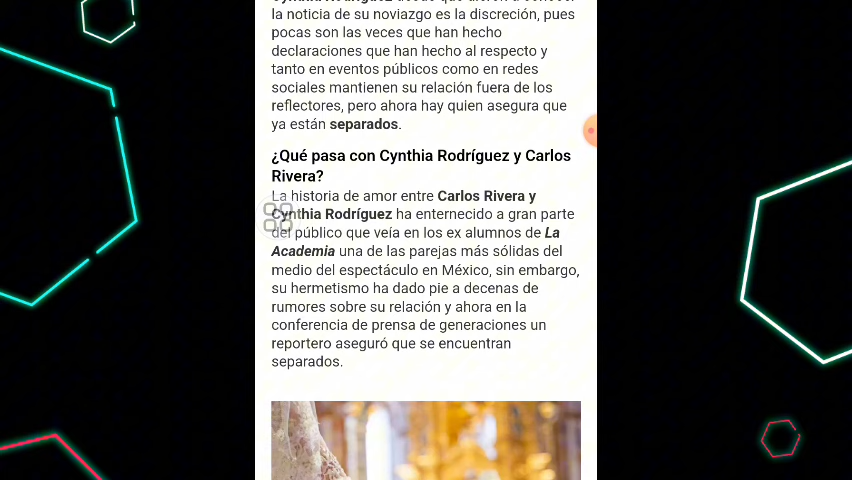 la noticia de su noviazgo es la discreción, pues
pocas son las veces que han hecho
declaraciones que han hecho al respecto y
tanto en eventos públicos como en redes
sociales mantienen su relación fuera de los
reflectores, pero ahora hay quien asegura que
ya están separados.
¿Qué pasa con Cynthia Rodríguez y Carlos
Rivera?
La historia de amor entre Carlos Rivera y
Cynthia Rodríguez ha enternecido a gran parte
del público que veía en los ex alumnos de La
Academia una de las parejas más sólidas del
medio del espectáculo en México, sin embargo,
su hermetismo ha dado pie a decenas de
rumores sobre su relación y ahora en la
conferencia de prensa de generaciones un
reportero aseguró que se encuentran
separados.